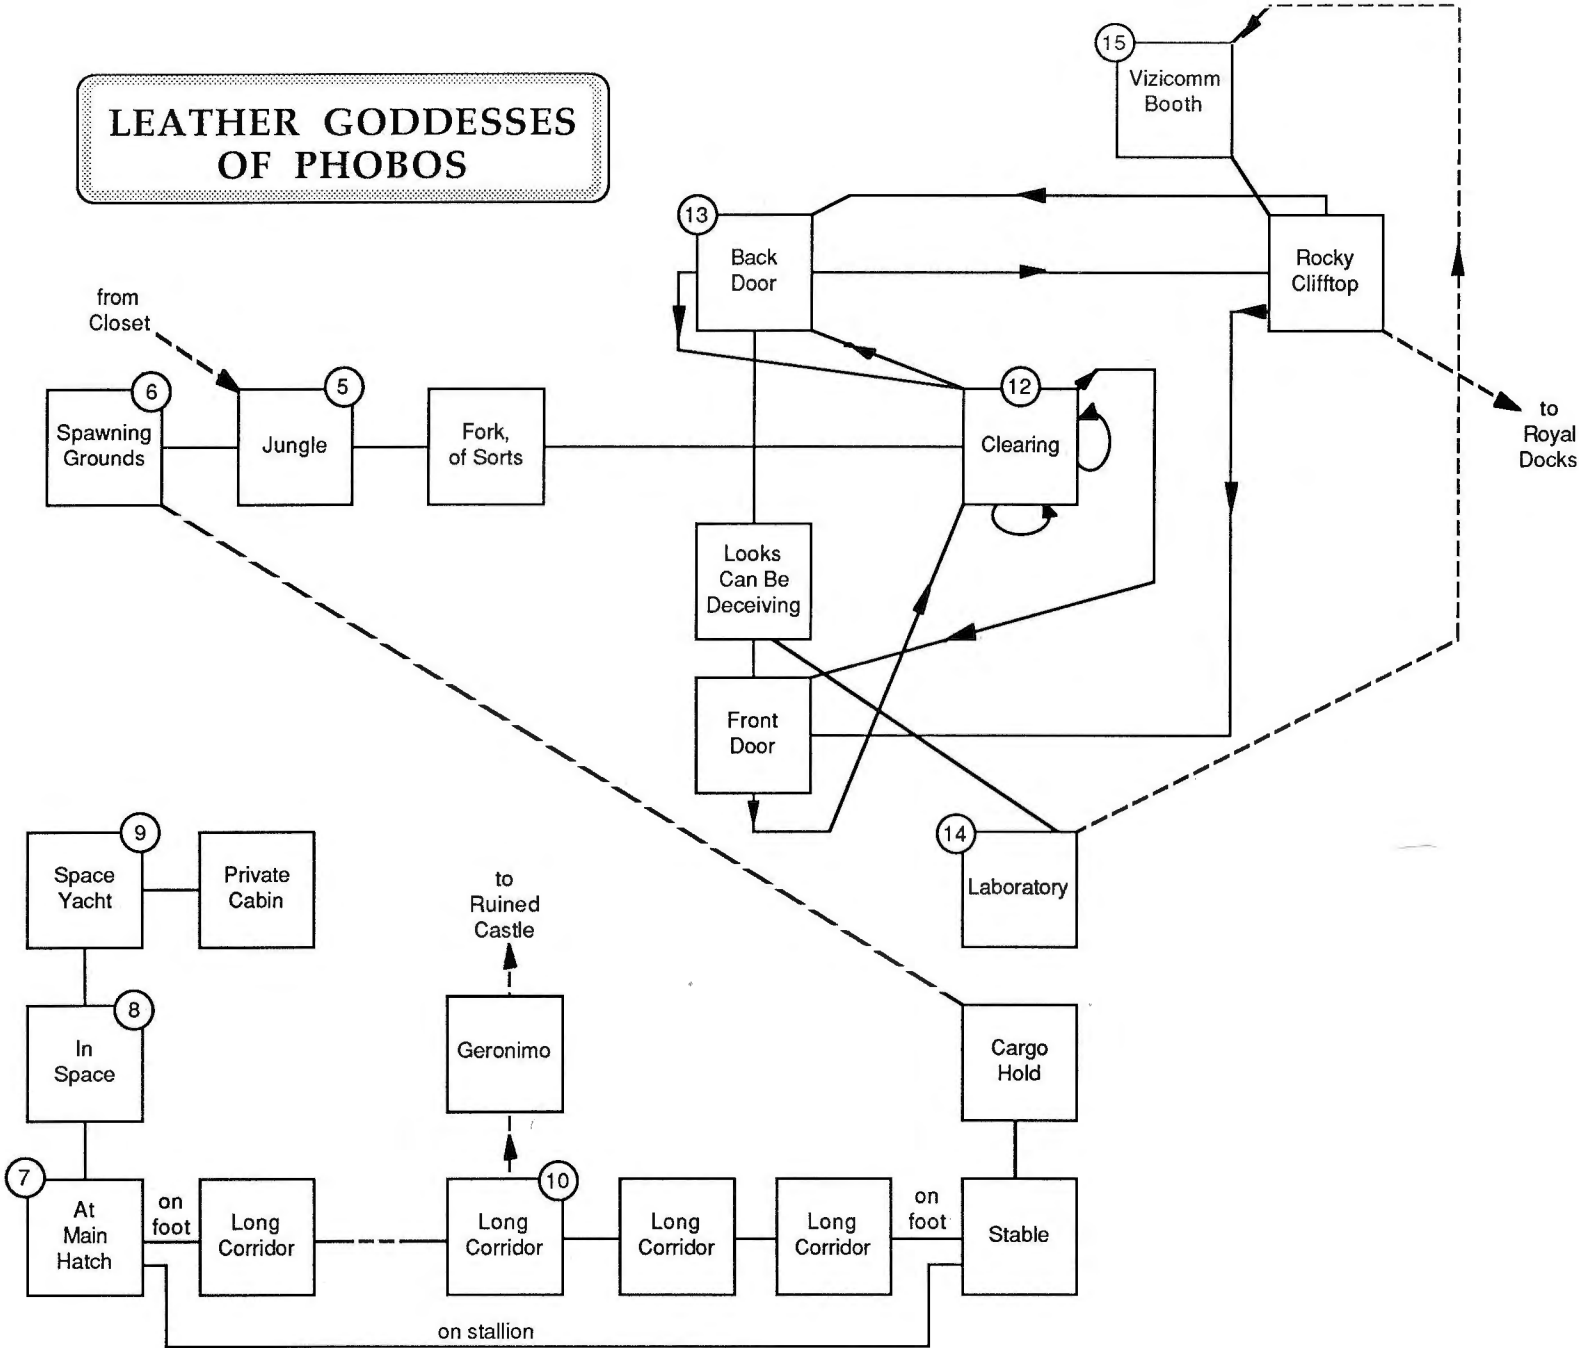 LEATHER GODDESSES
OF PHOBOS
15
Vizicomm
Booth
13
Back
Door
Rocky
Clifftop
from
Closet
6
Spawning
Grounds
5
Jungle
Fork,
of Sorts
12
Clearing
to
Royal
Docks
Looks
Can Be
Deceiving
Front
Door
9
Space
Yacht
Private
Cabin
to
Ruined
Castle
14
Laboratory
8
In
Space
Geronimo
Cargo
Hold
7
At
Main
Hatch
on
foot
Long
Corridor
10
Long
Corridor
Long
Corridor
Long
Corridor
on
foot
Stable
on stallion